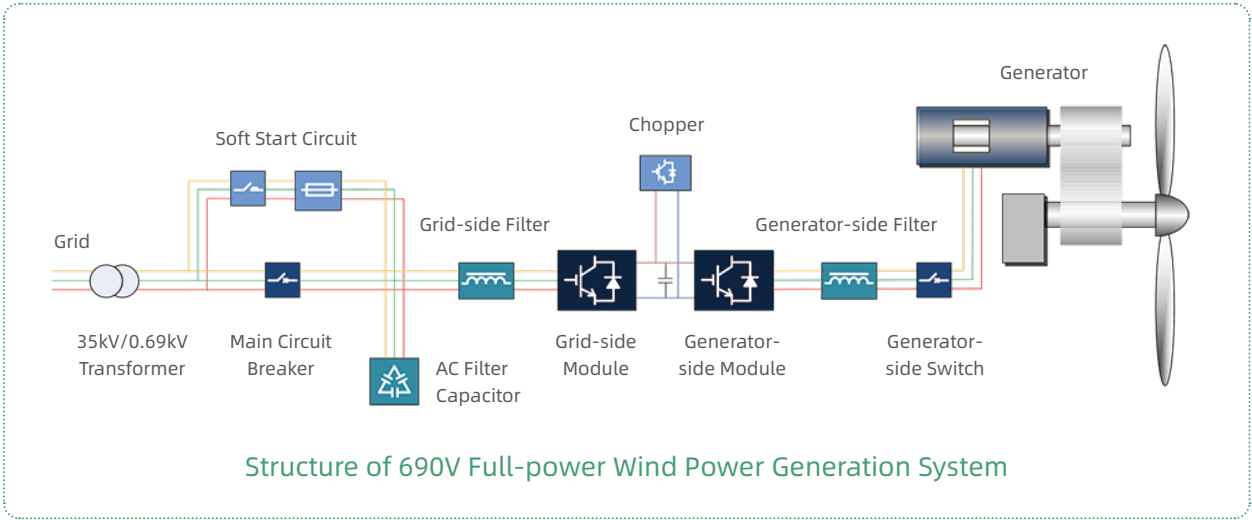 Generator
Chopper
Soft Start Circuit
Grid-side Filter
Generator-side Filter
Grid
35kV/0.69kV
Transformer
Main Circuit
Breaker
AC Filter
Capacitor
Grid-side
Module
Generator-
side Module
Generator-
side Switch
Structure of 690V Full-power Wind Power Generation System